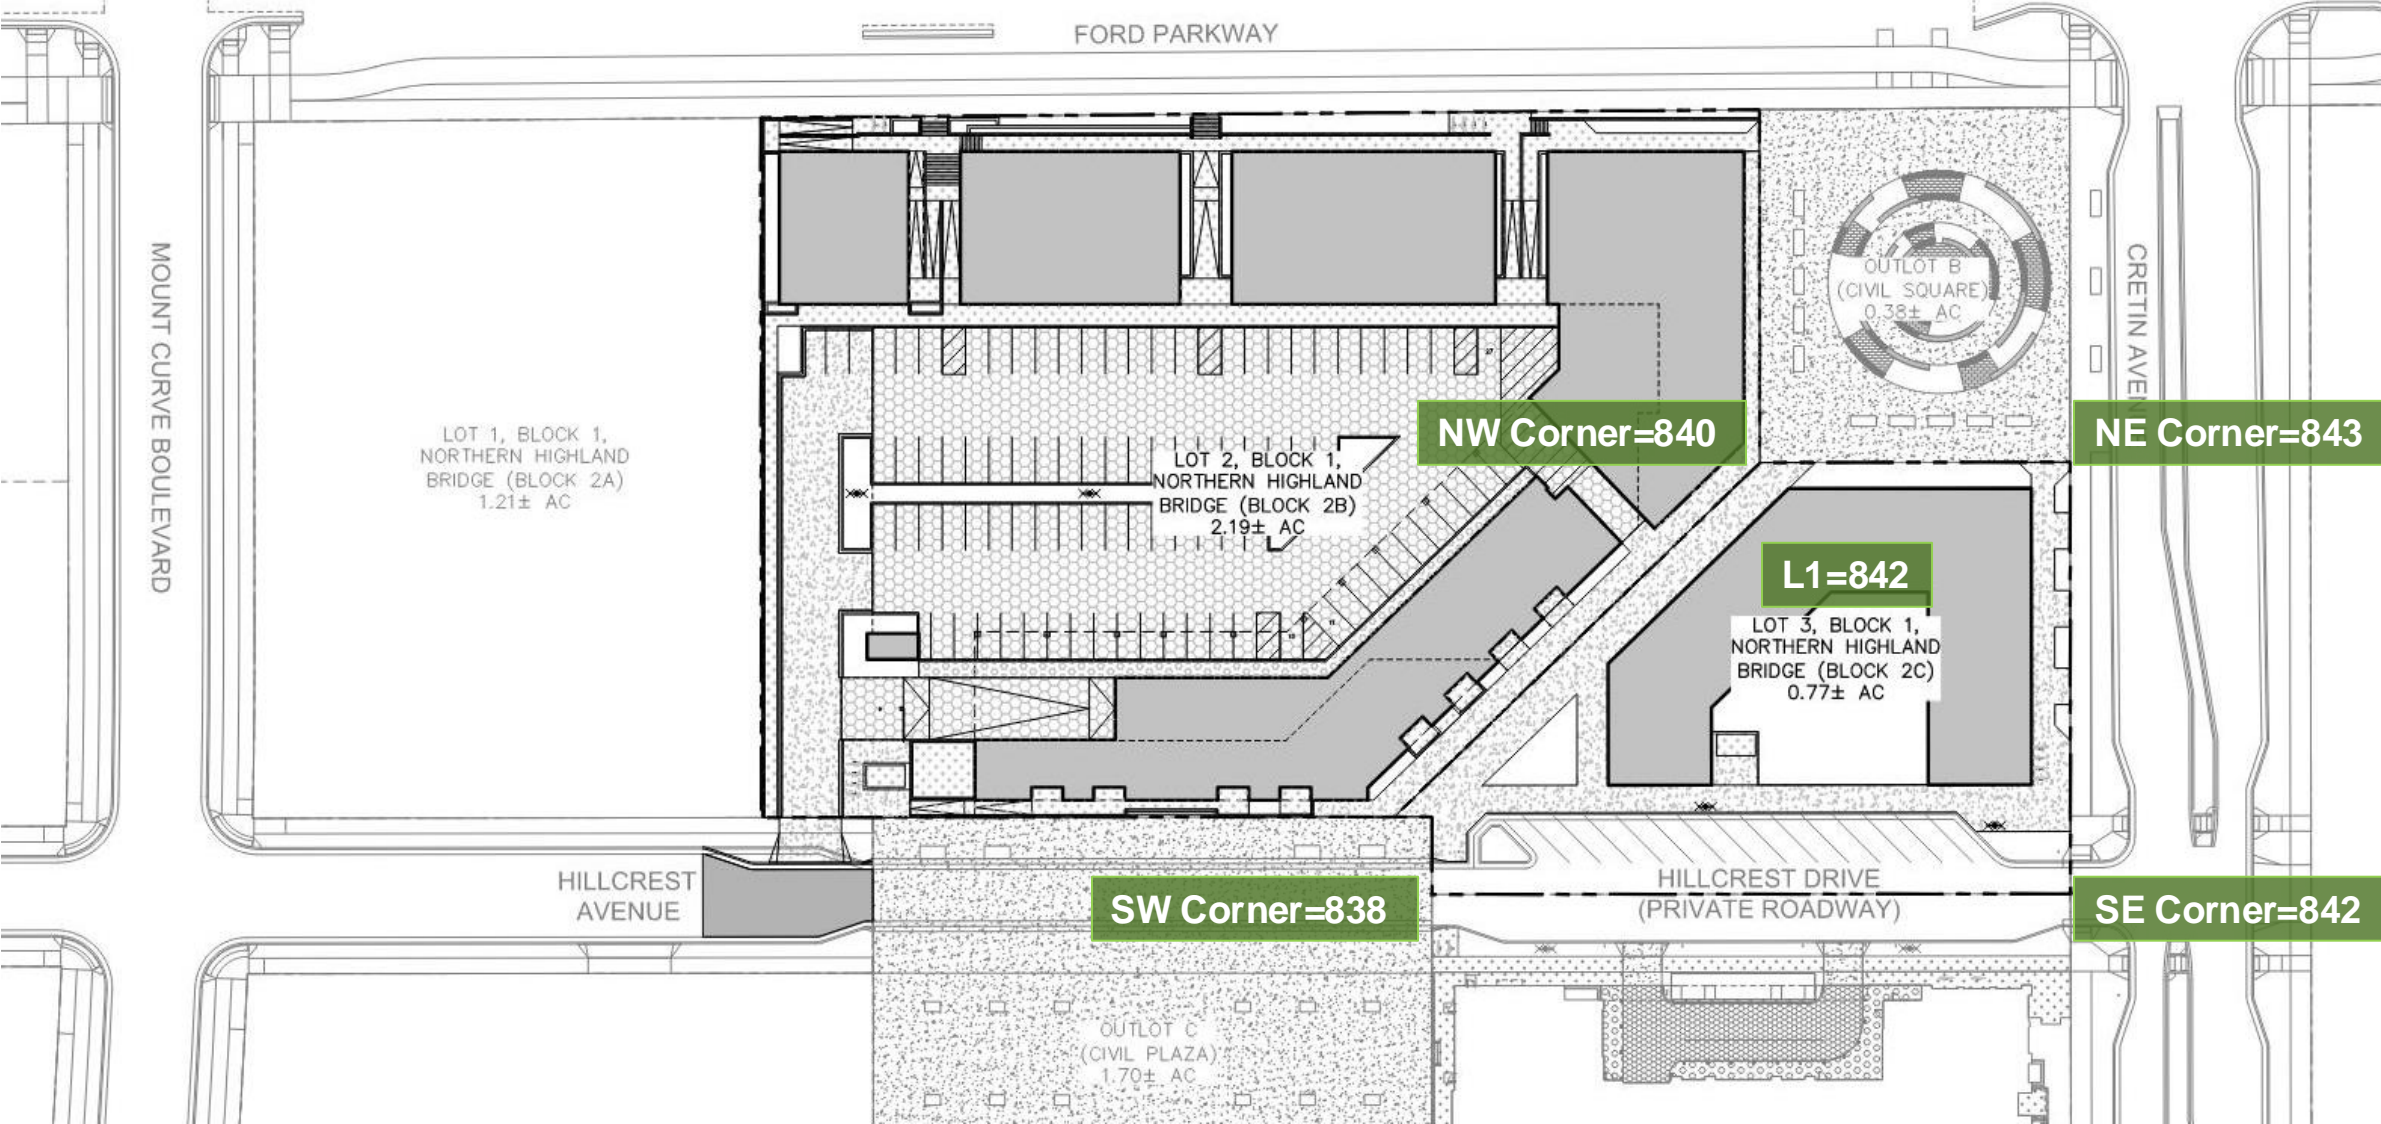 FORD PARKWAY
MOUNT CURVE BOULEVARD
CRETIN
OUTLOT B
(CIVIL SQUARE)
0.38± AC
LOT 1, BLOCK 1,
NORTHERN HIGHLAND
BRIDGE (BLOCK 2A)
1.21± AC
NW Corner=840
NE Corner=843
LOT 2, BLOCK 1,
NORTHERN HIGHLAND
BRIDGE (BLOCK 2B)
2.19± AC
L1=842
LOT 3, BLOCK 1,
NORTHERN HIGHLAND
BRIDGE (BLOCK 2C)
0.77± AC
HILLCREST
AVENUE
SW Corner=838
HILLCREST DRIVE
(PRIVATE ROADWAY)
SE Corner=842
OUTLOT C
(CIVIL PLAZA)
1.70± AC